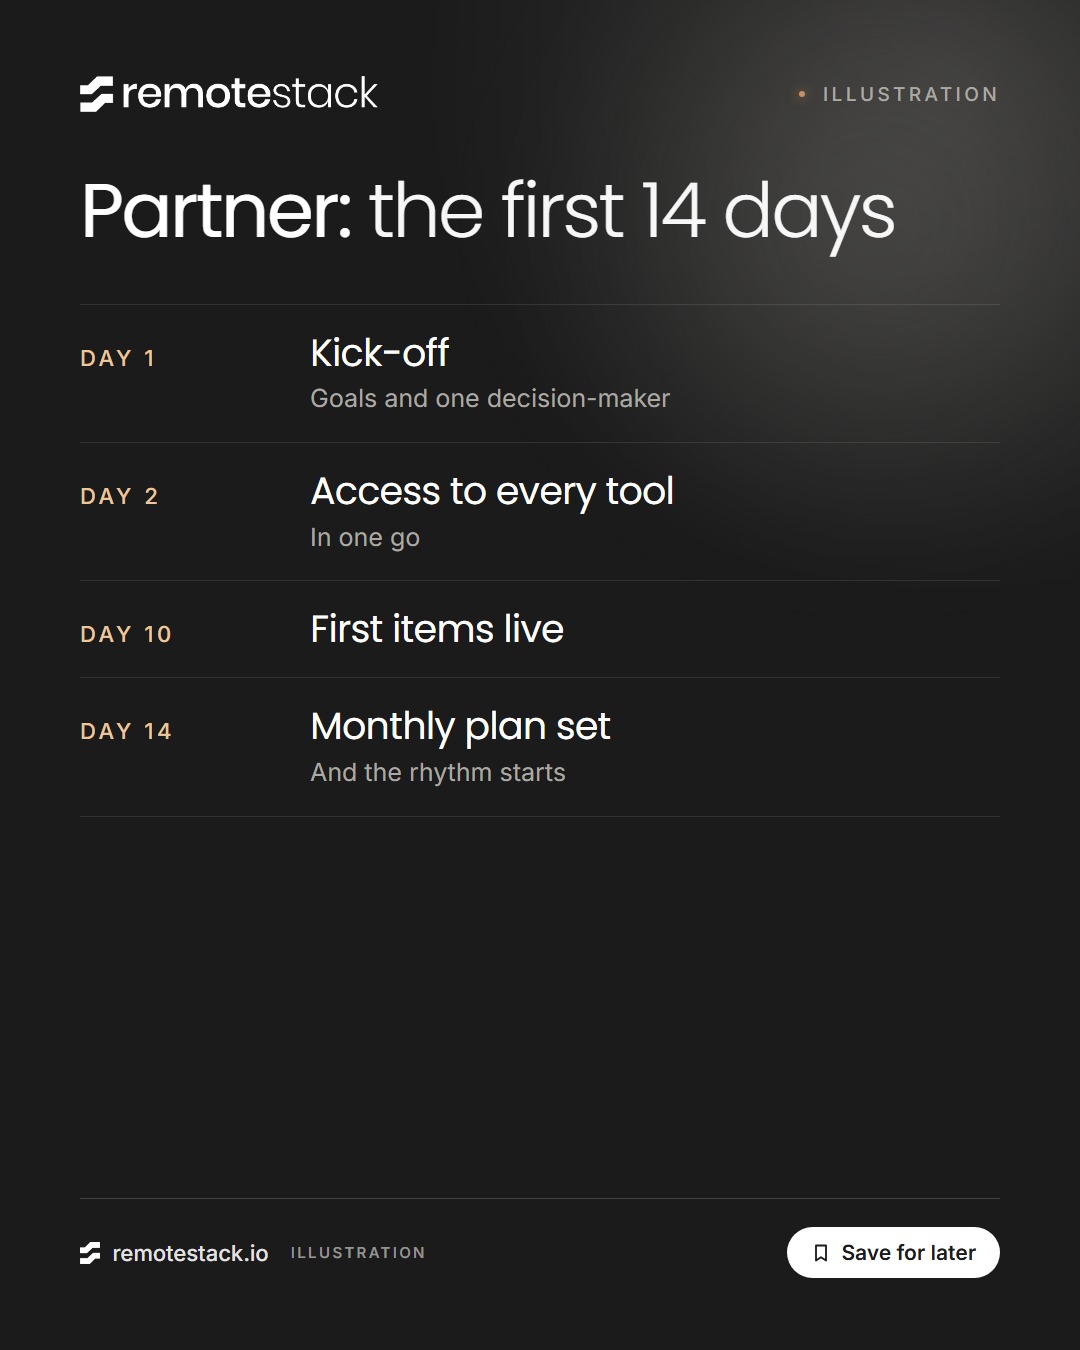 remotestack
ILLUSTRATION
Partner: the first 14 days
DAY 1
Kick-off
Goals and one decision-maker
DAY 2
Access to every tool
In one go
DAY 10
First items live
DAY 14
Monthly plan set
And the rhythm starts
remotestack.io
ILLUSTRATION
Save for later